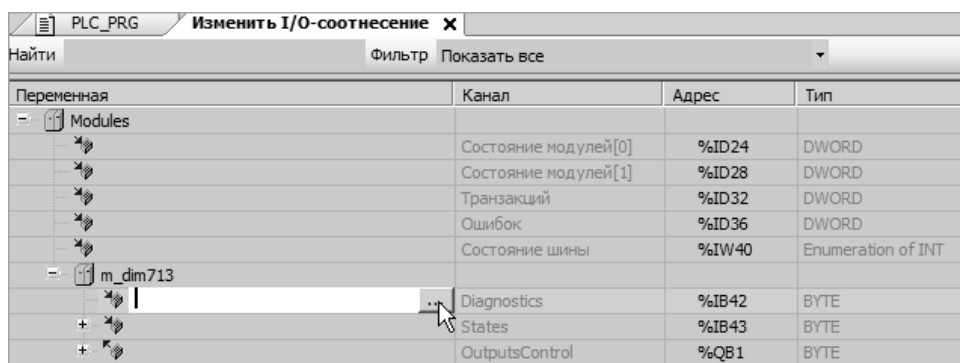 PLC_PRG Изменить I/O-соотнесение X
Найти Фильтр Показать все
Переменная Канал Адрес Тип
Modules
Состояние модулей[0] %ID24 DWORD
Состояние модулей[1] %ID28 DWORD
Транзакций %ID32 DWORD
Ошибок %ID36 DWORD
Состояние шины %IW40 Enumeration of INT
m_dim713
... Diagnostics %IB42 BYTE
States %IB43 BYTE
OutputsControl %QB1 BYTE